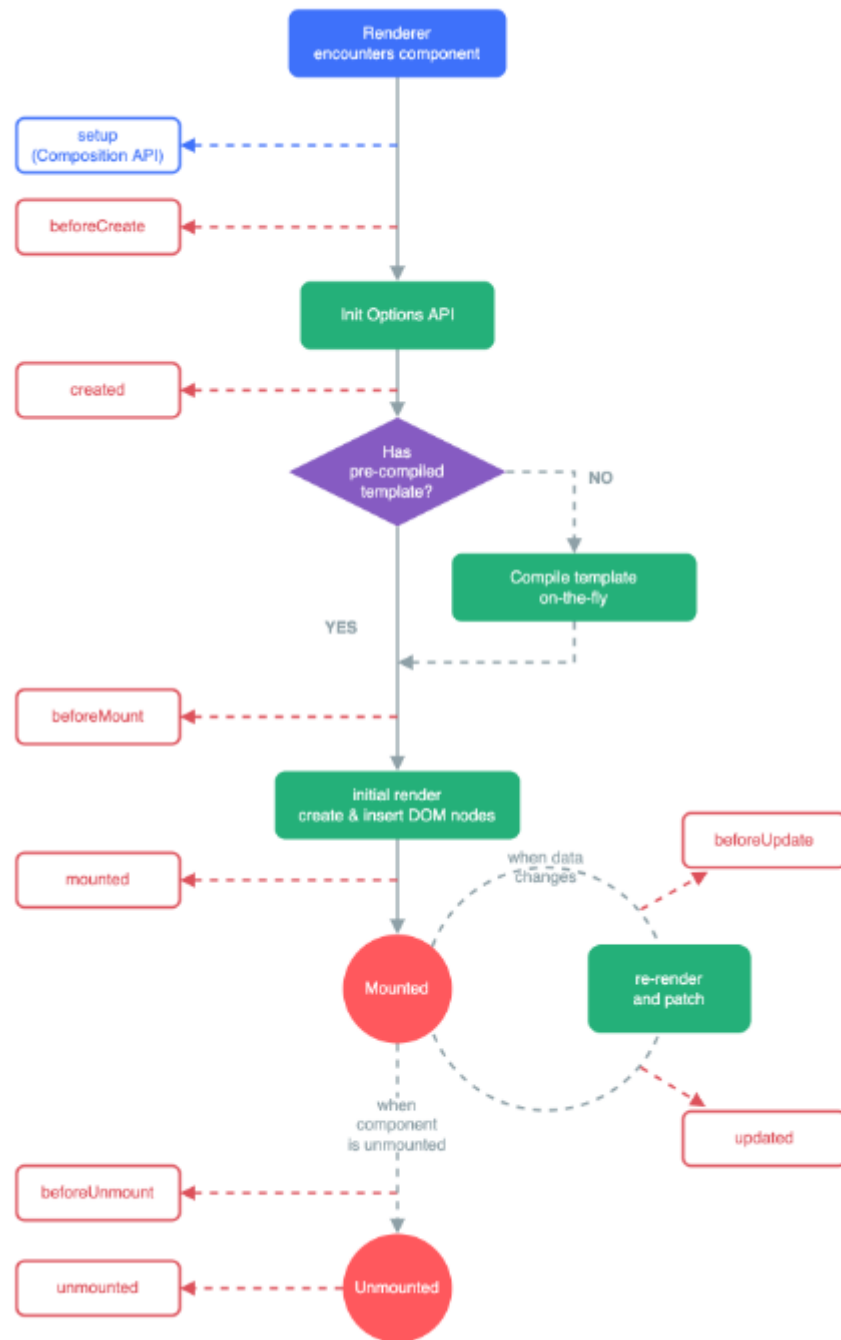 Renderer
encounters component
setup
(Composition API)
beforeCreate
Init Options API
created
Has
pre-compiled
template?
NO
Compile template
on-the-fly
YES
beforeMount
initial render
create & insert DOM nodes
beforeUpdate
when data
changes
mounted
Mounted
re-render
and patch
when
component
is unmounted
updated
beforeUnmount
unmounted
Unmounted